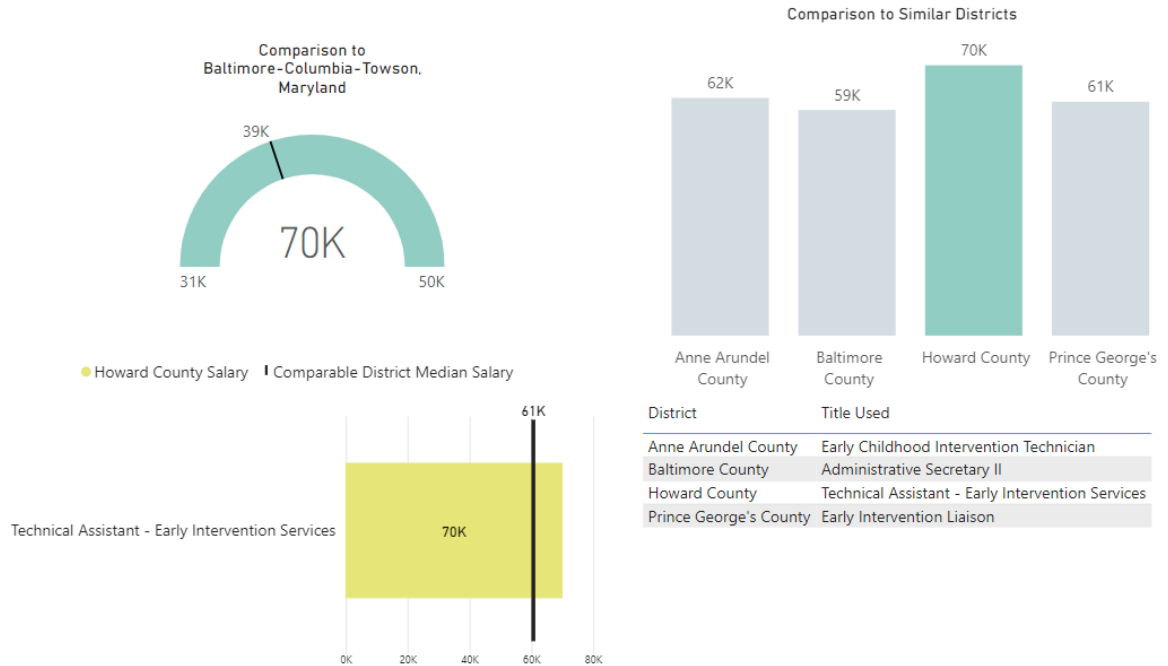 Comparison to
Baltimore-Columbia-Towson,
Maryland
39K
70K
31K
50K
Comparison to Similar Districts
62K
59K
70K
61K
Anne Arundel
County
Baltimore
County
Howard County
Prince George's
County
District Title Used
Anne Arundel County Early Childhood Intervention Technician
Baltimore County Administrative Secretary II
Howard County Technical Assistant - Early Intervention Services
Prince George's County Early Intervention Liaison
Howard County Salary Comparable District Median Salary
61K
Technical Assistant - Early Intervention Services
70K
0K 20K 40K 60K 80K